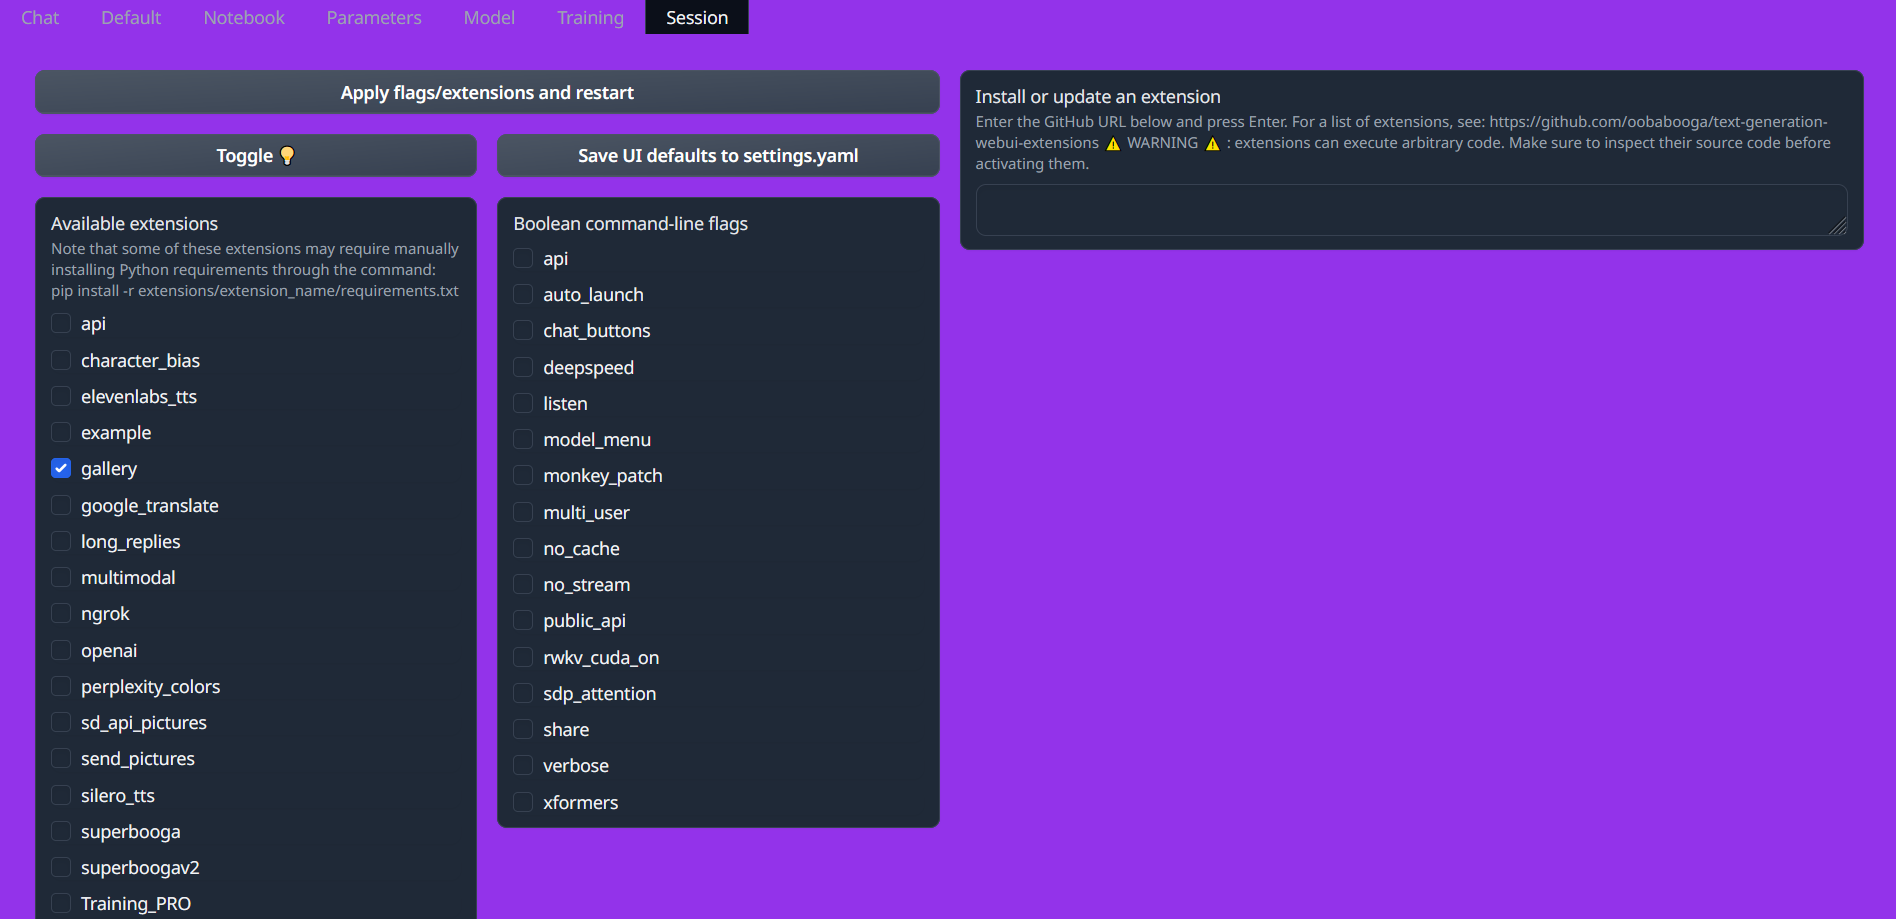 Chat
Default
Notebook
Parameters
Model
Training
Session
Apply flags/extensions and restart
Toggle 💡
Save UI defaults to settings.yaml
Available extensions
Note that some of these extensions may require manually
installing Python requirements through the command:
pip install -r extensions/extension_name/requirements.txt
api
character_bias
elevenlabs_tts
example
gallery
google_translate
long_replies
multimodal
ngrok
openai
perplexity_colors
sd_api_pictures
send_pictures
silero_tts
superbooga
superboogav2
Training_PRO
Boolean command-line flags
api
auto_launch
chat_buttons
deepspeed
listen
model_menu
monkey_patch
multi_user
no_cache
no_stream
public_api
rwkv_cuda_on
sdp_attention
share
verbose
xformers
Install or update an extension
Enter the GitHub URL below and press Enter. For a list of extensions, see: https://github.com/oobabooga/text-generation-
webui-extensions ⚠️ WARNING ⚠️ : extensions can execute arbitrary code. Make sure to inspect their source code before
activating them.